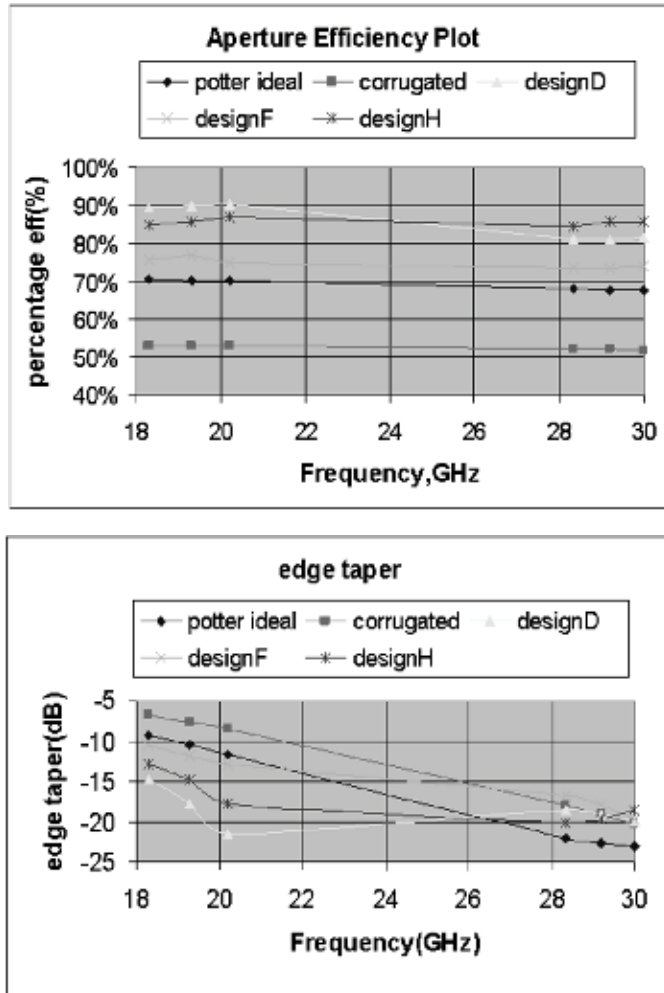 Aperture Efficiency Plot
potter ideal corrugated designD
designF designH
percentage eff(%)
100%
90%
80%
70%
60%
50%
40%
18 20 22 24 26 28 30
Frequency,GHz
edge taper
potter ideal corrugated designD
designF designH
edge taper(dB)
-5
-10
-15
-20
-25
18 20 22 24 26 28 30
Frequency(GHz)